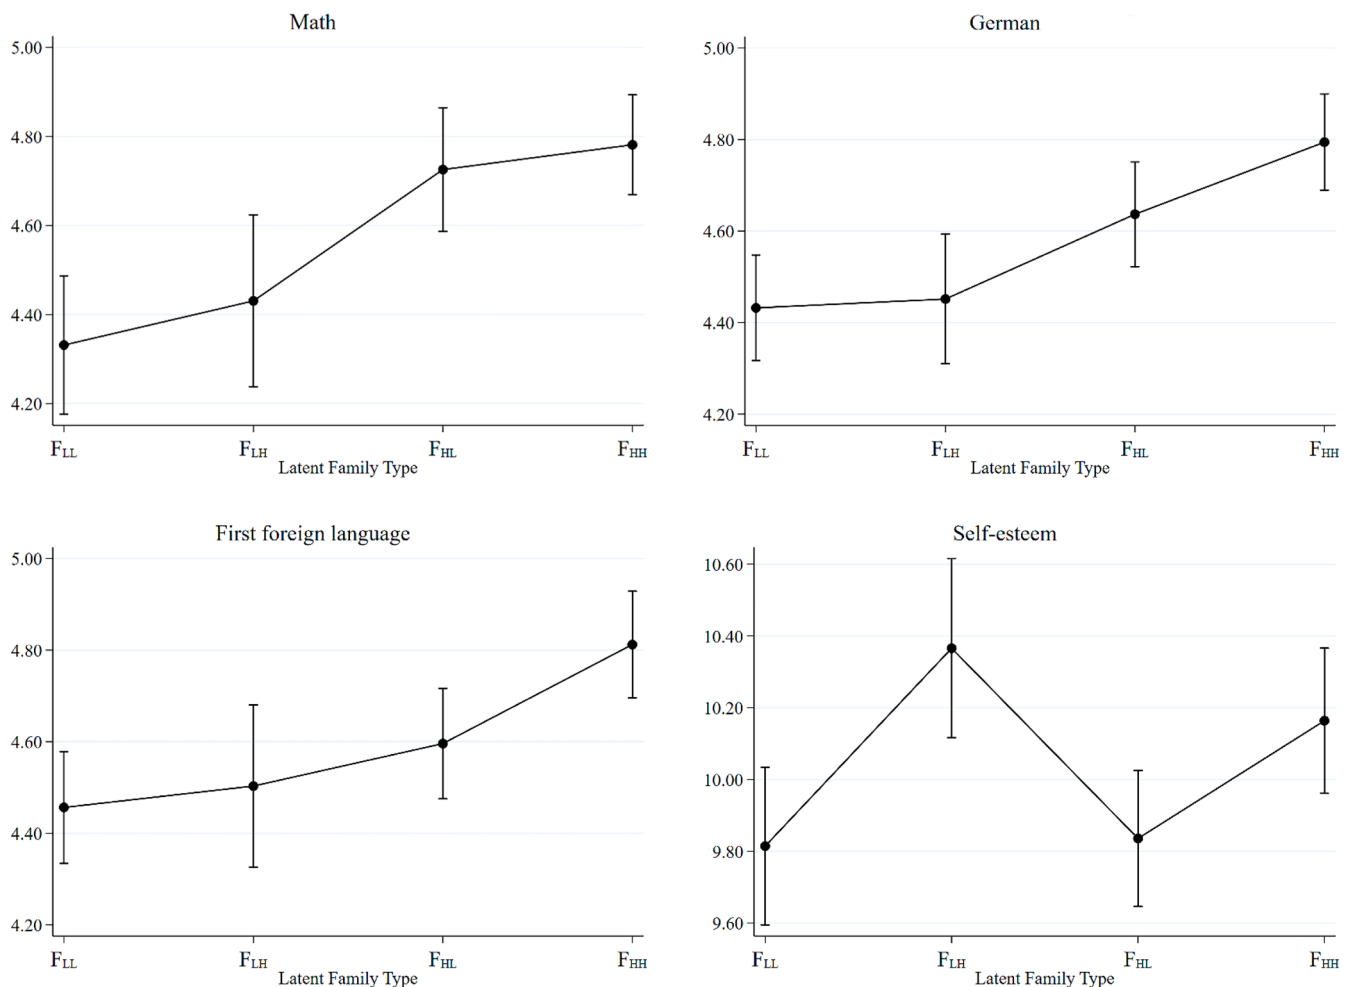 Math
5.00
4.80
4.60
4.40
4.20
FLL FLH FHL FHH
Latent Family Type
German
5.00
4.80
4.60
4.40
4.20
FLL FLH FHL FHH
Latent Family Type
First foreign language
5.00
4.80
4.60
4.40
4.20
FLL FLH FHL FHH
Latent Family Type
Self-esteem
10.60
10.40
10.20
10.00
9.80
9.60
FLL FLH FHL FHH
Latent Family Type